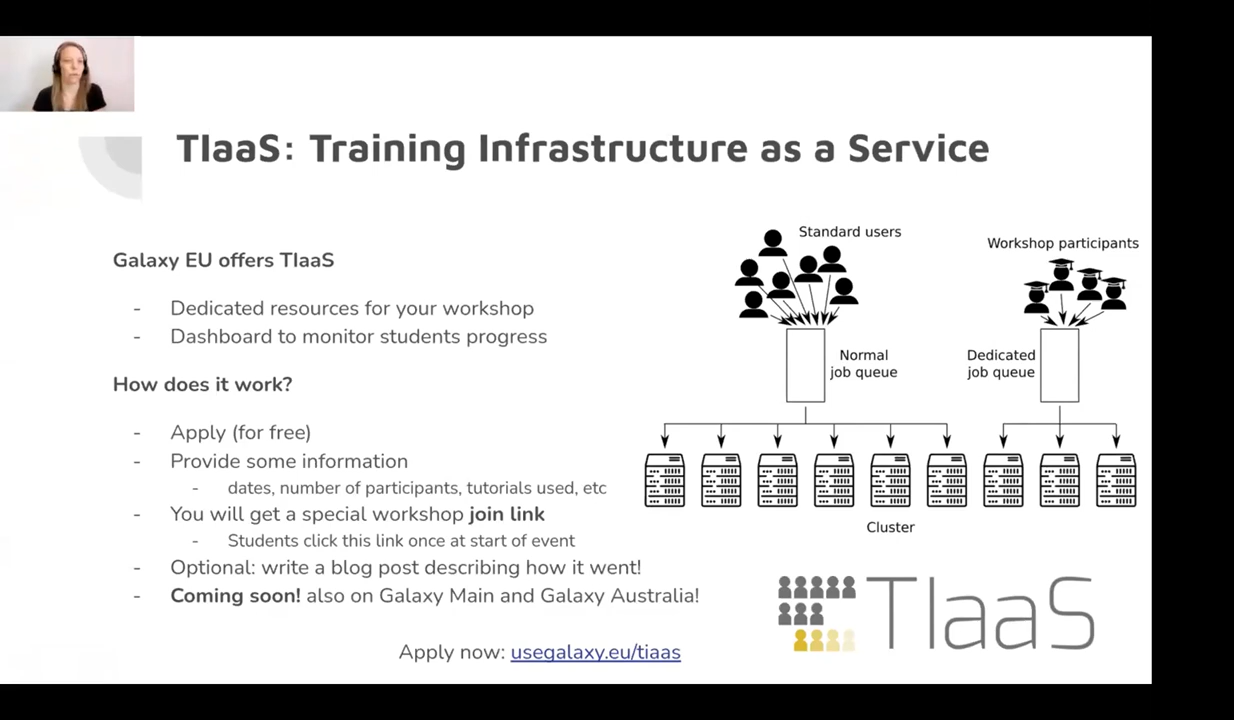 TIaaS: Training Infrastructure as a Service
Galaxy EU offers TIaaS
- Dedicated resources for your workshop
- Dashboard to monitor students progress
How does it work?
- Apply (for free)
- Provide some information
- dates, number of participants, tutorials used, etc
- You will get a special workshop join link
- Students click this link once at start of event
- Optional: write a blog post describing how it went!
- Coming soon! also on Galaxy Main and Galaxy Australia!
Apply now: usegalaxy.eu/tiaas
Standard users
Workshop participants
Normal
job queue
Dedicated
job queue
Cluster
TIaaS